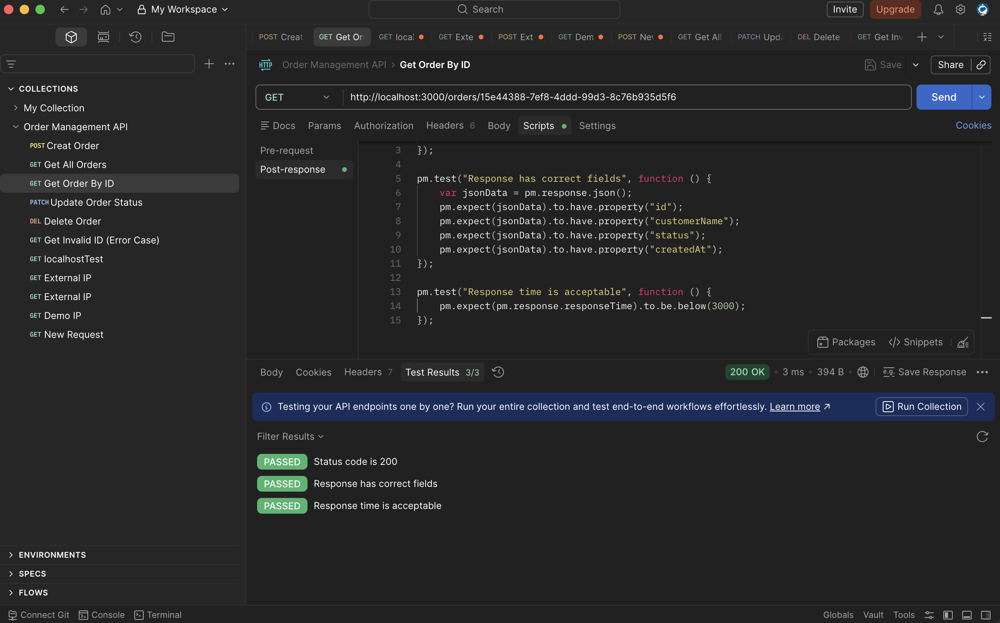 My Workspace
Search
Invite
Upgrade
POST Creat
GET Get Or
GET local
GET Exte
POST Ext
GET Dem
POST Ne
GET Get All
PATCH Upd
DEL Delete
GET Get Inv
HTTP Order Management API > Get Order By ID
Save
Share
COLLECTIONS
My Collection
Order Management API
POST Creat Order
GET Get All Orders
GET Get Order By ID
PATCH Update Order Status
DEL Delete Order
GET Get Invalid ID (Error Case)
GET localhostTest
GET External IP
GET External IP
GET Demo IP
GET New Request
ENVIRONMENTS
SPECS
FLOWS
GET
http://localhost:3000/orders/15e44388-7ef8-4ddd-99d3-8c76b935d5f6
Send
Docs Params Authorization Headers 6 Body Scripts Settings
Cookies
Pre-request
Post-response
3 });
4
5 pm.test("Response has correct fields", function () {
6 var jsonData = pm.response.json();
7 pm.expect(jsonData).to.have.property("id");
8 pm.expect(jsonData).to.have.property("customerName");
9 pm.expect(jsonData).to.have.property("status");
10 pm.expect(jsonData).to.have.property("createdAt");
11 });
12
13 pm.test("Response time is acceptable", function () {
14 pm.expect(pm.response.responseTime).to.be.below(3000);
15 });
Packages
Snippets
Body Cookies Headers 7 Test Results 3/3
200 OK • 3 ms • 394 B •
e.g. Save Response
Testing your API endpoints one by one? Run your entire collection and test end-to-end workflows effortlessly. Learn more ↗
Run Collection
Filter Results
PASSED Status code is 200
PASSED Response has correct fields
PASSED Response time is acceptable
Connect Git Console Terminal
Globals Vault Tools